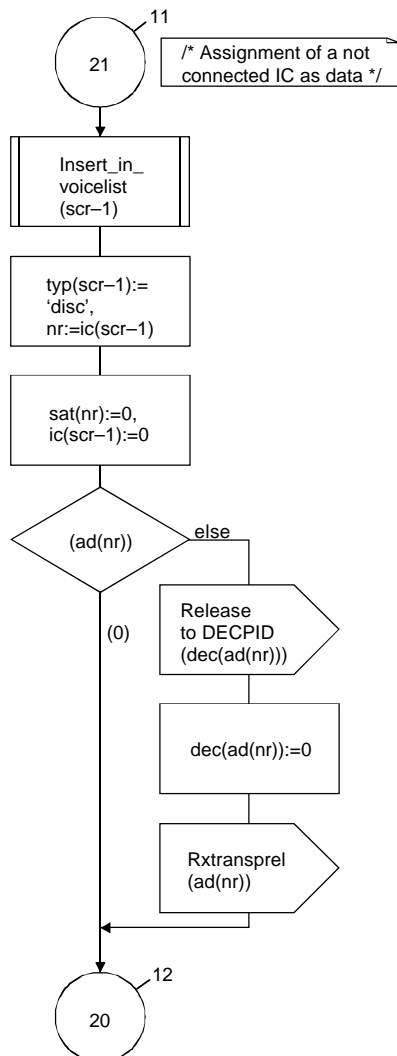 11
21
/* Assignment of a not
connected IC as data */
Insert_in_
voicelist
(scr–1)
typ(scr–1):=
‘disc’,
nr:=ic(scr–1)
sat(nr):=0,
ic(scr–1):=0
(ad(nr))
else
(0)
Release
to DECPID
(dec(ad(nr)))
dec(ad(nr)):=0
Rxtransprel
(ad(nr))
12
20